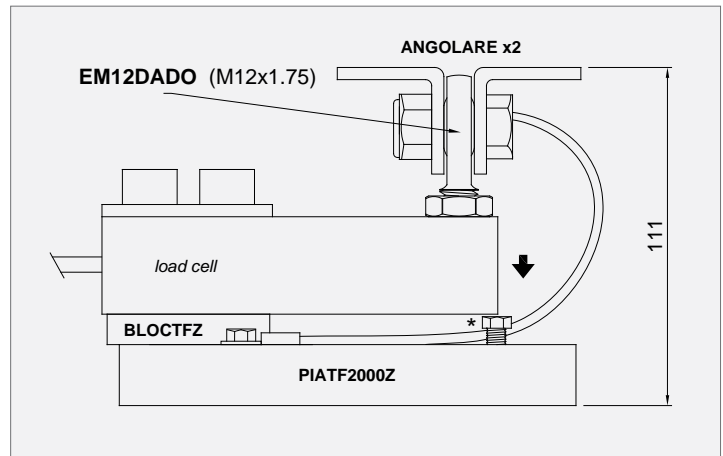 ANGOLARE x2
EM12DADO (M12x1.75)
load cell
111
*
BLOCTFZ
PIATF2000Z